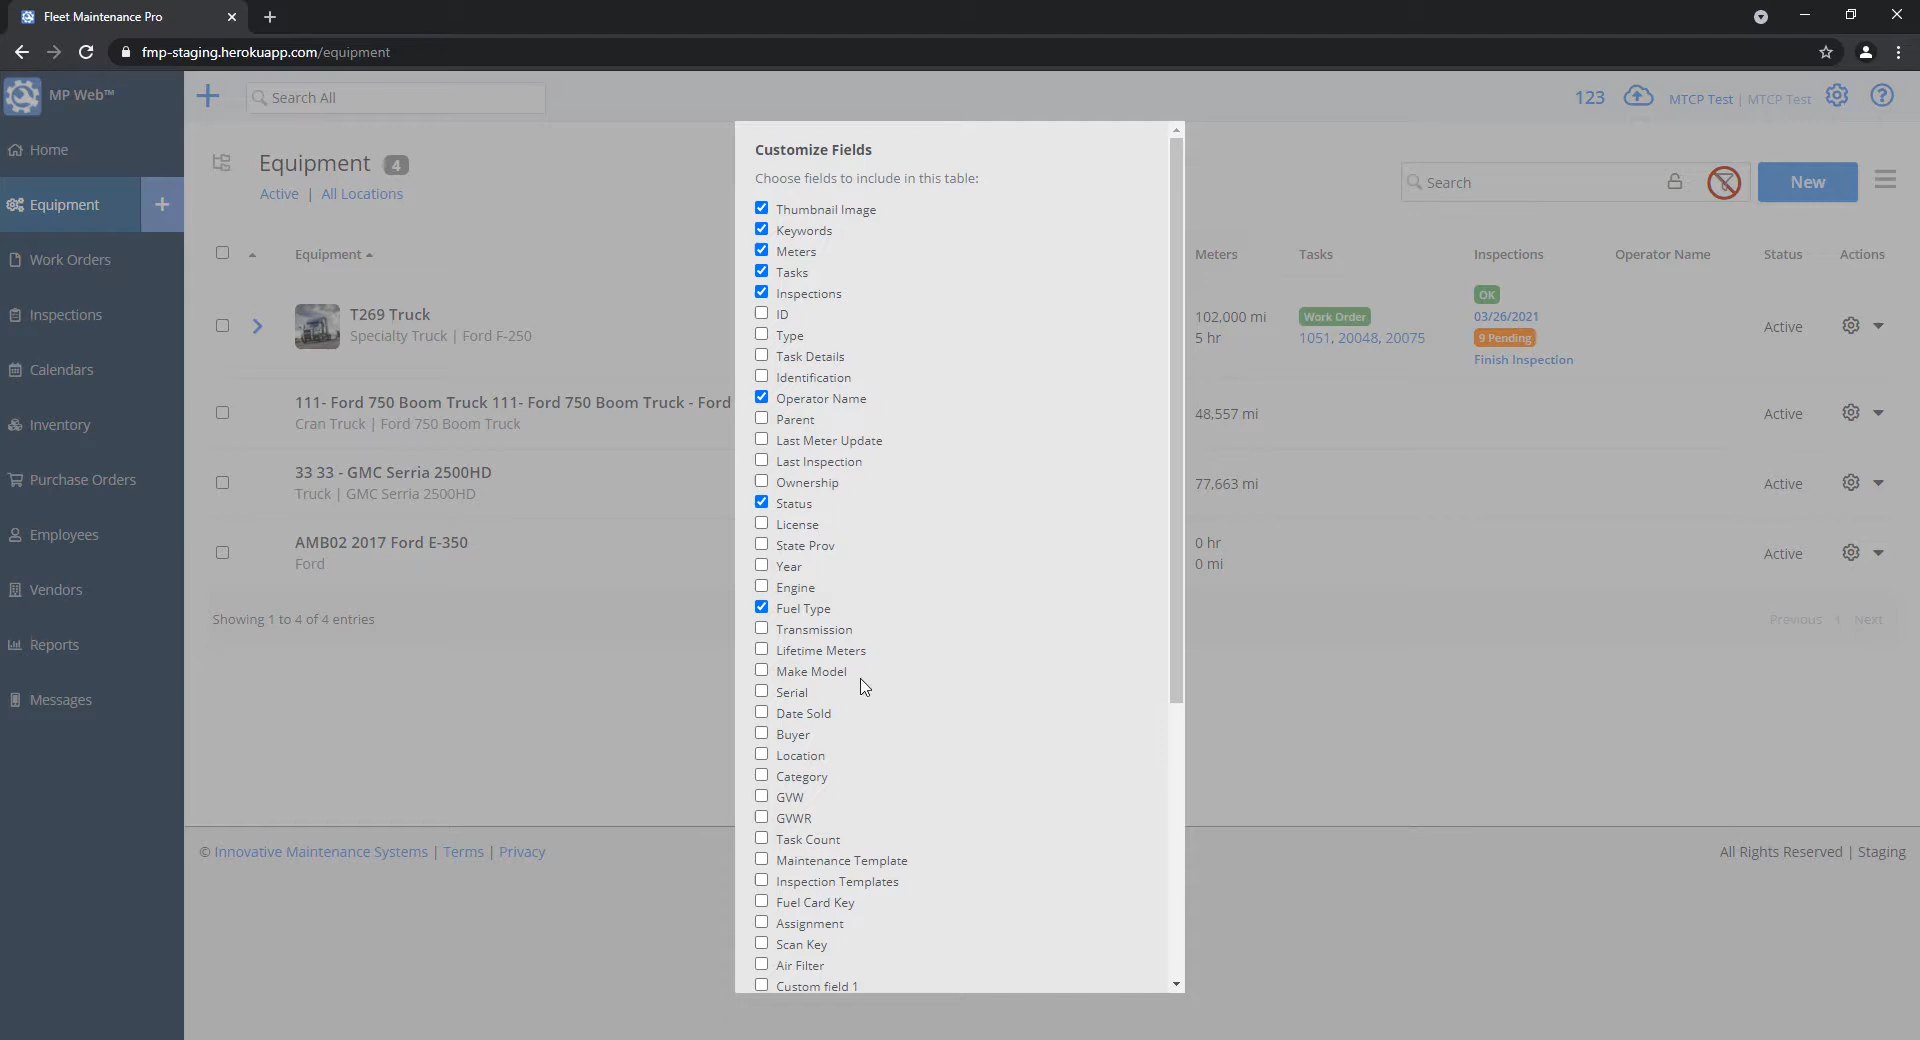 Fleet Maintenance Pro
fmp-staging.herokuapp.com/equipment
MP Web™
Search All
123
MTCP Test | MTCP Test
Home
Equipment
Work Orders
Inspections
Calendars
Inventory
Purchase Orders
Employees
Vendors
Reports
Messages
Equipment 4
Active | All Locations
Search
New
Equipment
Meters Tasks Inspections Operator Name Status Actions
T269 Truck
Specialty Truck | Ford F-250
102,000 mi
5 hr
Work Order
1051, 20048, 20075
OK
03/26/2021
9 Pending
Finish Inspection
Active
111- Ford 750 Boom Truck 111- Ford 750 Boom Truck - Ford
Cran Truck | Ford 750 Boom Truck
48,557 mi
Active
33 33 - GMC Serria 2500HD
Truck | GMC Serria 2500HD
77,663 mi
Active
AMB02 2017 Ford E-350
Ford
0 hr
0 mi
Active
Showing 1 to 4 of 4 entries
Previous 1 Next
Customize Fields
Choose fields to include in this table:
Thumbnail Image
Keywords
Meters
Tasks
Inspections
ID
Type
Task Details
Identification
Operator Name
Parent
Last Meter Update
Last Inspection
Ownership
Status
License
State Prov
Year
Engine
Fuel Type
Transmission
Lifetime Meters
Make Model
Serial
Date Sold
Buyer
Location
Category
GVW
GVWR
Task Count
Maintenance Template
Inspection Templates
Fuel Card Key
Assignment
Scan Key
Air Filter
Custom field 1
© Innovative Maintenance Systems | Terms | Privacy
All Rights Reserved | Staging